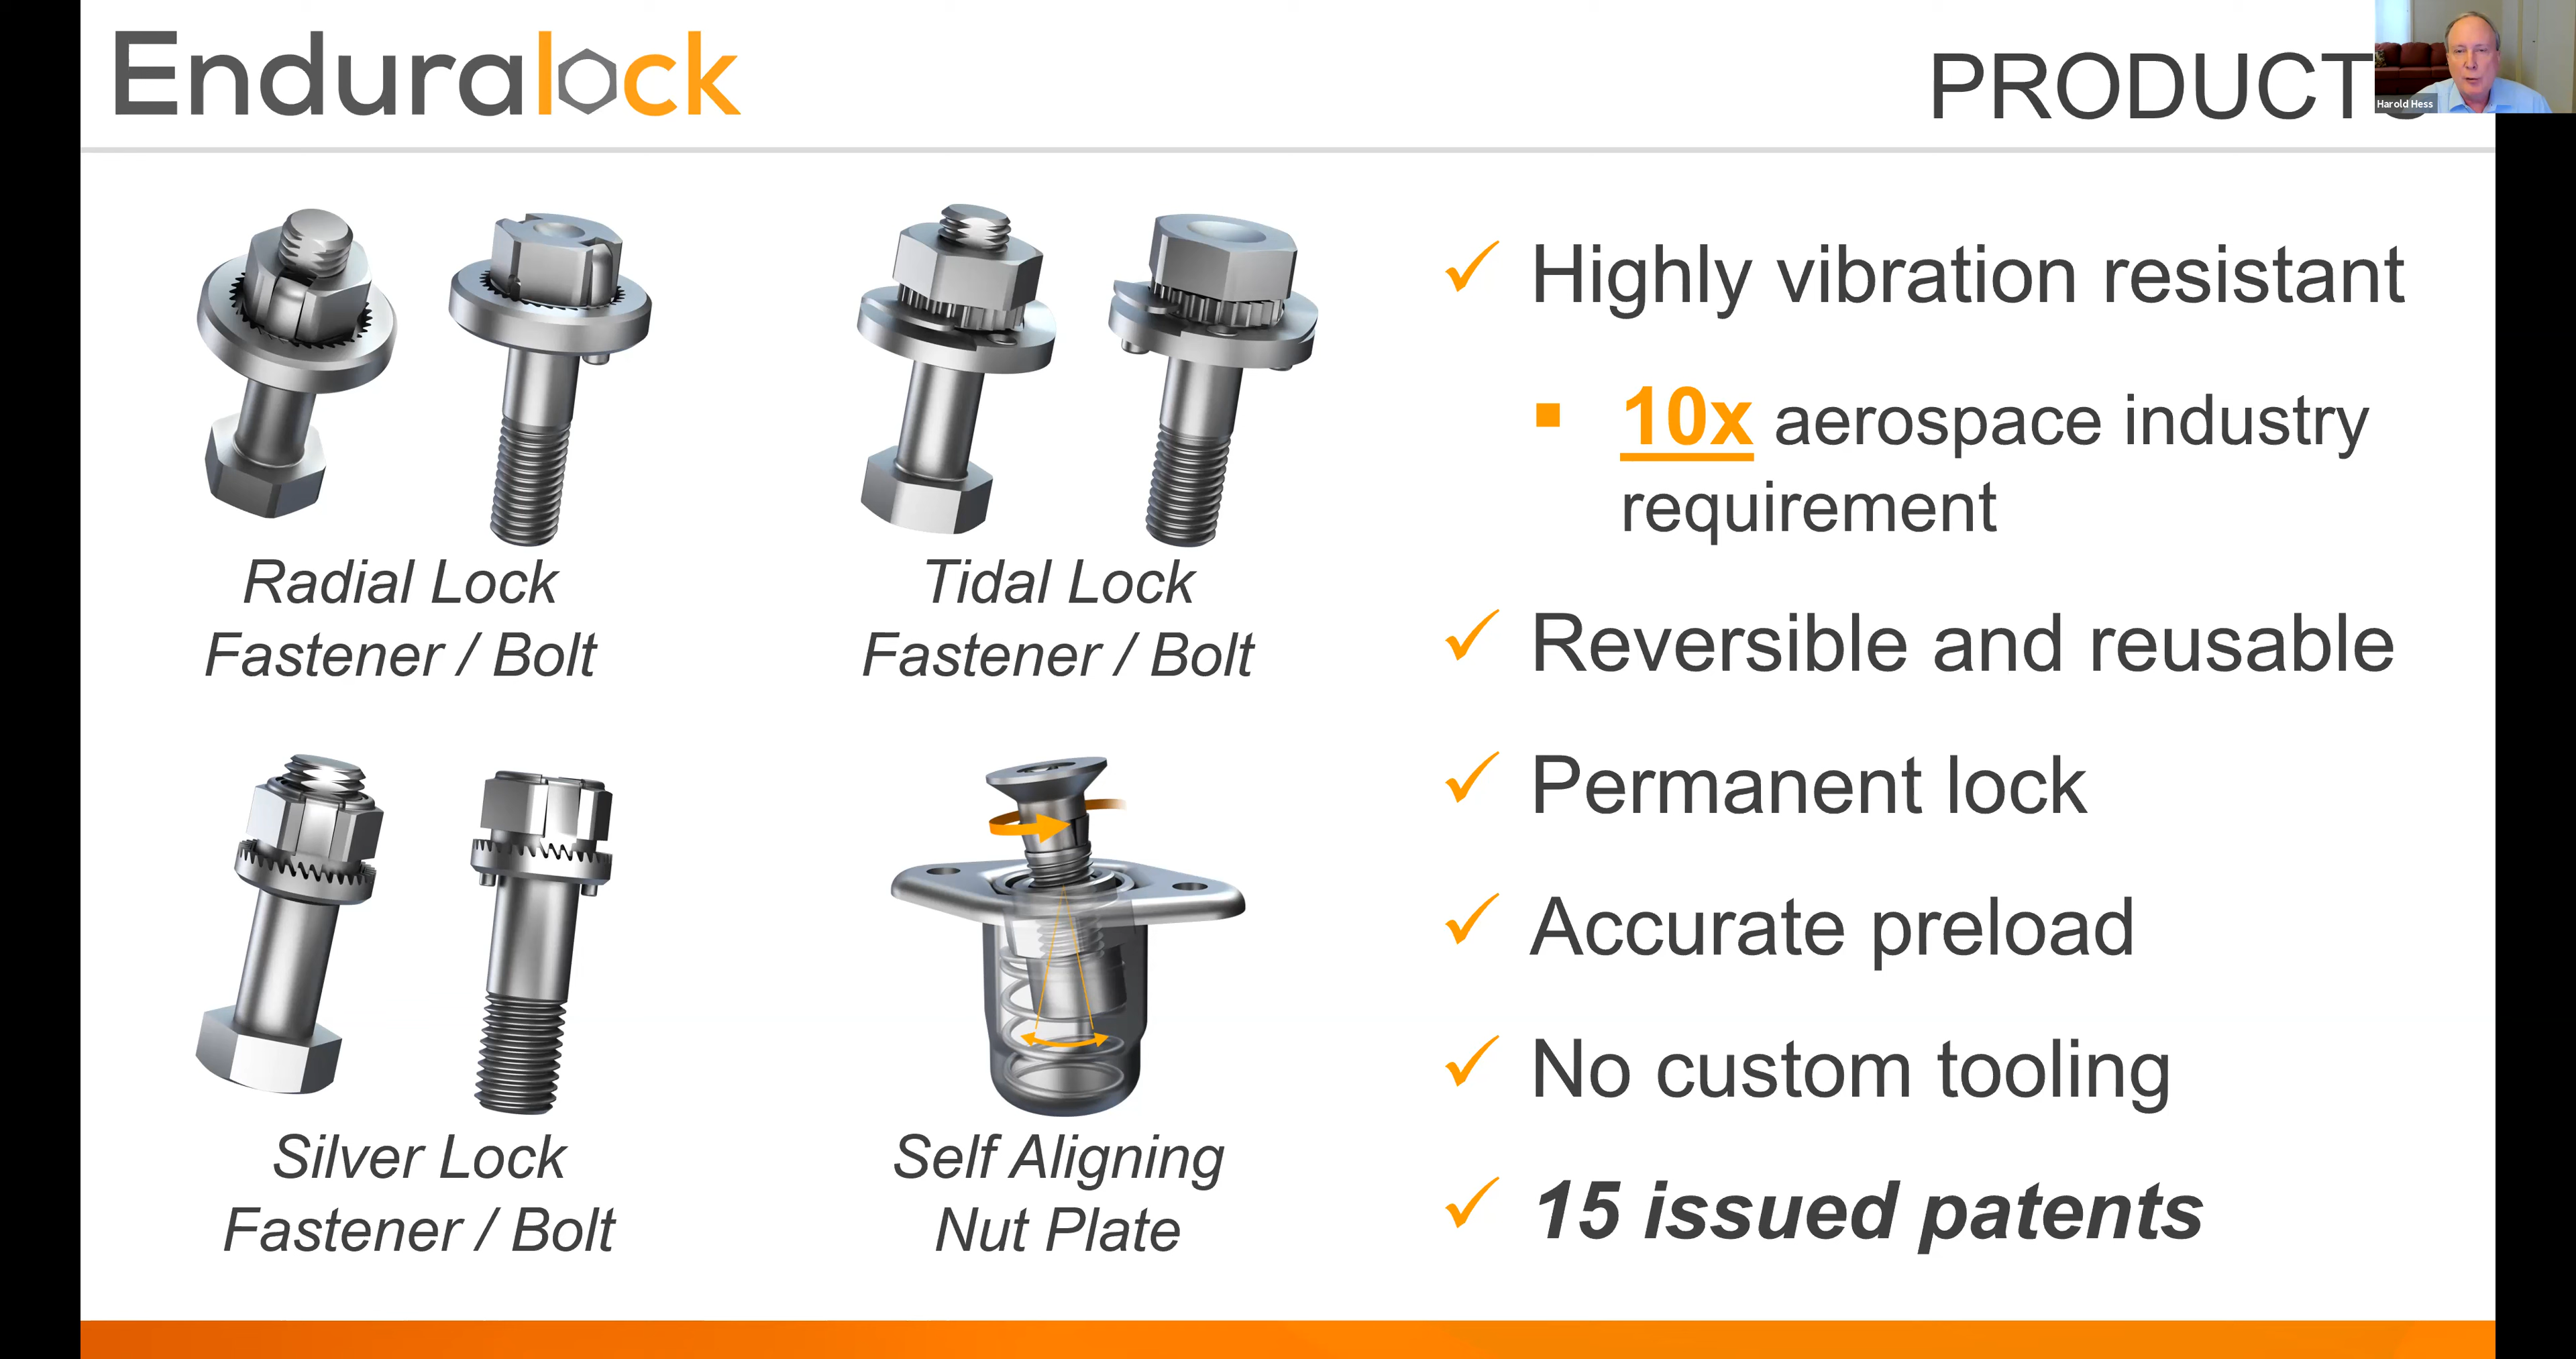 Enduralock
PRODUCTS
Harold Hess
Radial Lock
Fastener / Bolt
Tidal Lock
Fastener / Bolt
Silver Lock
Fastener / Bolt
Self Aligning
Nut Plate
✓ Highly vibration resistant
▪ 10x aerospace industry
requirement
✓ Reversible and reusable
✓ Permanent lock
✓ Accurate preload
✓ No custom tooling
✓ 15 issued patents